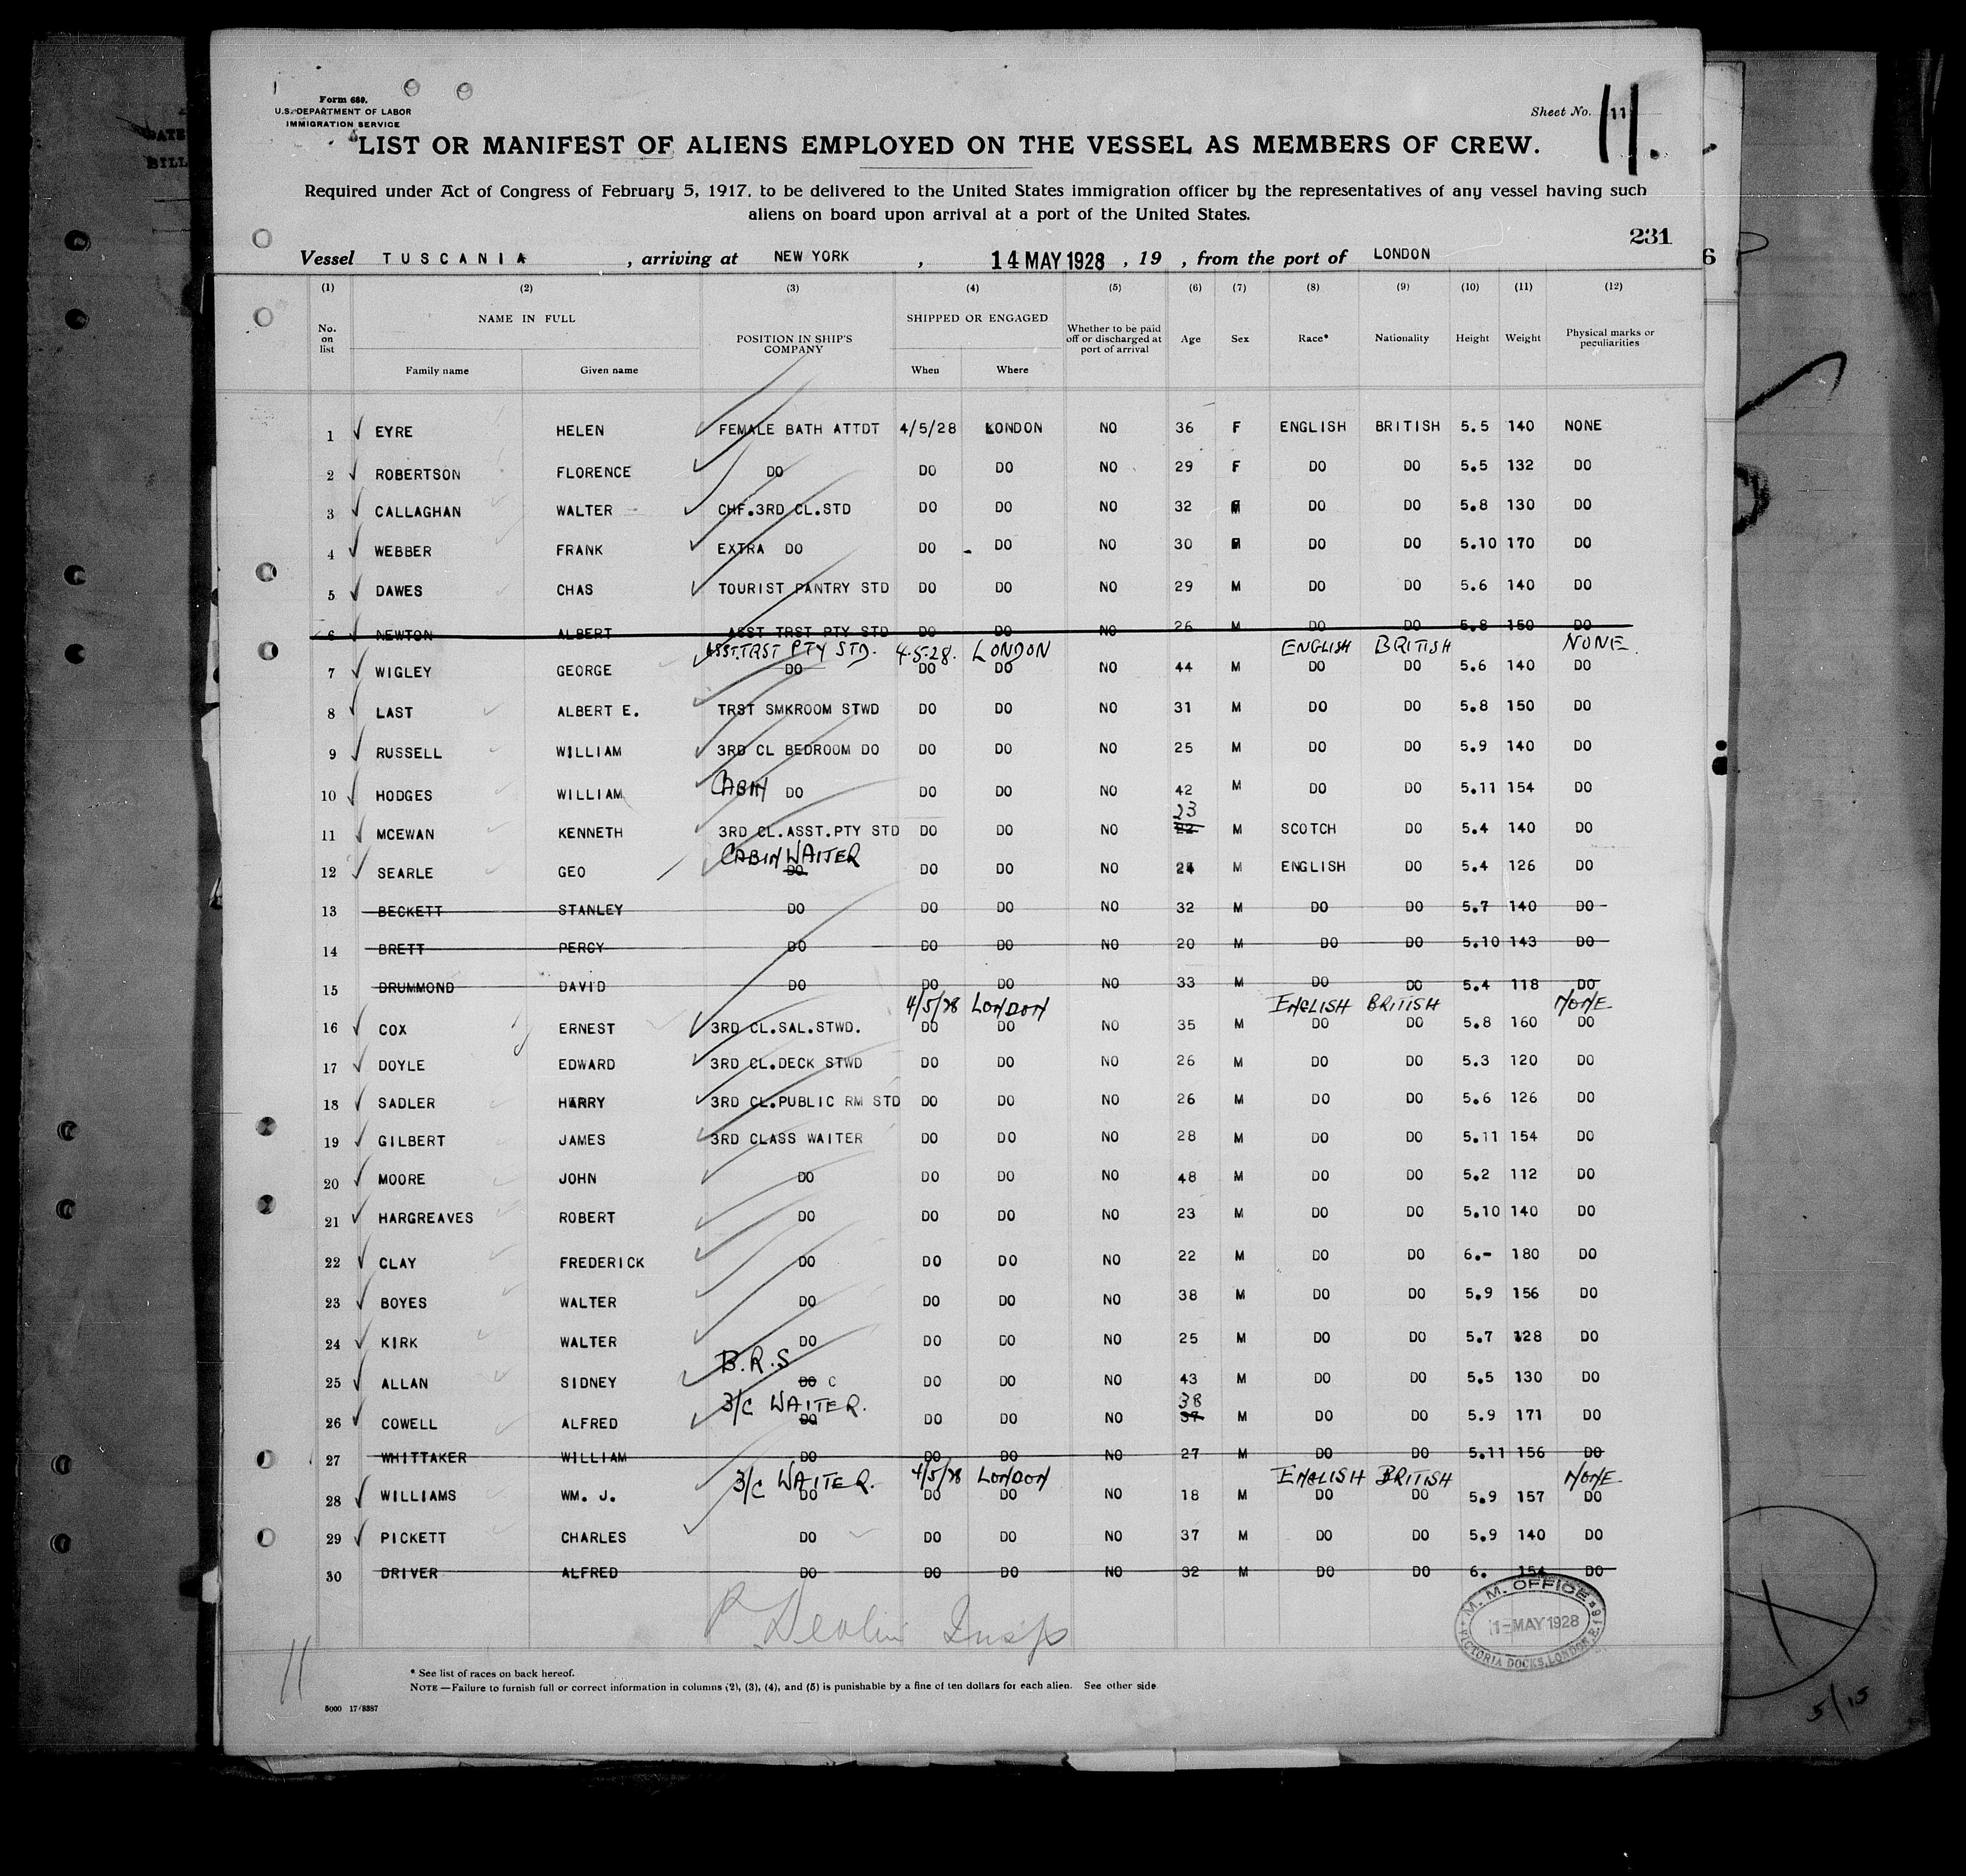 Form 680.
U.S. DEPARTMENT OF LABOR
IMMIGRATION SERVICE
Sheet No. 11
11.
LIST OR MANIFEST OF ALIENS EMPLOYED ON THE VESSEL AS MEMBERS OF CREW.
Required under Act of Congress of February 5, 1917, to be delivered to the United States immigration officer by the representatives of any vessel having such
aliens on board upon arrival at a port of the United States.
231
Vessel TUSCANIA , arriving at NEW YORK , 14 MAY 1928 , 19 , from the port of LONDON
(1) (2) (3) (4) (5) (6) (7) (8) (9) (10) (11) (12)
No. on list NAME IN FULL Family name Given name POSITION IN SHIP'S COMPANY SHIPPED OR ENGAGED When Where Whether to be paid off or discharged at port of arrival Age Sex Race* Nationality Height Weight Physical marks or peculiarities
1 EYRE HELEN FEMALE BATH ATTDT 4/5/28 LONDON NO 36 F ENGLISH BRITISH 5.5 140 NONE
2 ROBERTSON FLORENCE DO DO DO NO 29 F DO DO 5.5 132 DO
3 CALLAGHAN WALTER CHF.3RD CL.STD DO DO NO 32 M DO DO 5.8 130 DO
4 WEBBER FRANK EXTRA DO DO DO NO 30 M DO DO 5.10 170 DO
5 DAWES CHAS TOURIST PANTRY STD DO DO NO 29 M DO DO 5.6 140 DO
6 NEWTON ALBERT ASST TRST PTY STD DO DO NO 26 M DO DO 5.8 150 DO
ASST.TRST PTY STD. 4-5-28. LONDON ENGLISH BRITISH NONE.
7 WIGLEY GEORGE DO DO DO NO 44 M DO DO 5.6 140 DO
8 LAST ALBERT E. TRST SMKROOM STWD DO DO NO 31 M DO DO 5.8 150 DO
9 RUSSELL WILLIAM 3RD CL BEDROOM DO DO DO NO 25 M DO DO 5.9 140 DO
10 HODGES WILLIAM CABIN DO DO DO NO 42 M DO DO 5.11 154 DO
23
11 MCEWAN KENNETH 3RD CL.ASST.PTY STD DO DO NO 22 M SCOTCH DO 5.4 140 DO
CABIN WAITER
12 SEARLE GEO DO DO DO NO 24 M ENGLISH DO 5.4 126 DO
13 BECKETT STANLEY DO DO DO NO 32 M DO DO 5.7 140 DO
14 BRETT PERCY DO DO DO NO 20 M DO DO 5.10 143 DO
15 DRUMMOND DAVID DO DO DO NO 33 M DO DO 5.4 118 DO
4/5/28 LONDON ENGLISH BRITISH NONE
16 COX ERNEST 3RD CL.SAL.STWD. DO DO NO 35 M DO DO 5.8 160 DO
17 DOYLE EDWARD 3RD CL.DECK STWD DO DO NO 26 M DO DO 5.3 120 DO
18 SADLER HARRY 3RD CL.PUBLIC RM STD DO DO NO 26 M DO DO 5.6 126 DO
19 GILBERT JAMES 3RD CLASS WAITER DO DO NO 28 M DO DO 5.11 154 DO
20 MOORE JOHN DO DO DO NO 48 M DO DO 5.2 112 DO
21 HARGREAVES ROBERT DO DO DO NO 23 M DO DO 5.10 140 DO
22 CLAY FREDERICK DO DO DO NO 22 M DO DO 6.- 180 DO
23 BOYES WALTER DO DO DO NO 38 M DO DO 5.9 156 DO
24 KIRK WALTER DO DO DO NO 25 M DO DO 5.7 128 DO
B.R.S
25 ALLAN SIDNEY DO C DO DO NO 43 M DO DO 5.5 130 DO
3/C WAITER. 38
26 COWELL ALFRED DO DO DO NO 37 M DO DO 5.9 171 DO
27 WHITTAKER WILLIAM DO DO DO NO 27 M DO DO 5.11 156 DO
3/C WAITER. 4/5/28 LONDON ENGLISH BRITISH NONE
28 WILLIAMS WM. J. DO DO DO NO 18 M DO DO 5.9 157 DO
29 PICKETT CHARLES DO DO DO NO 37 M DO DO 5.9 140 DO
30 DRIVER ALFRED DO DO DO NO 32 M DO DO 6. 154 DO
M. M. OFFICE
1-MAY 1928
VICTORIA DOCKS, LONDON, E.16
11
* See list of races on back hereof.
NOTE—Failure to furnish full or correct information in columns (2), (3), (4), and (5) is punishable by a fine of ten dollars for each alien. See other side
5000 17/8387
5/15